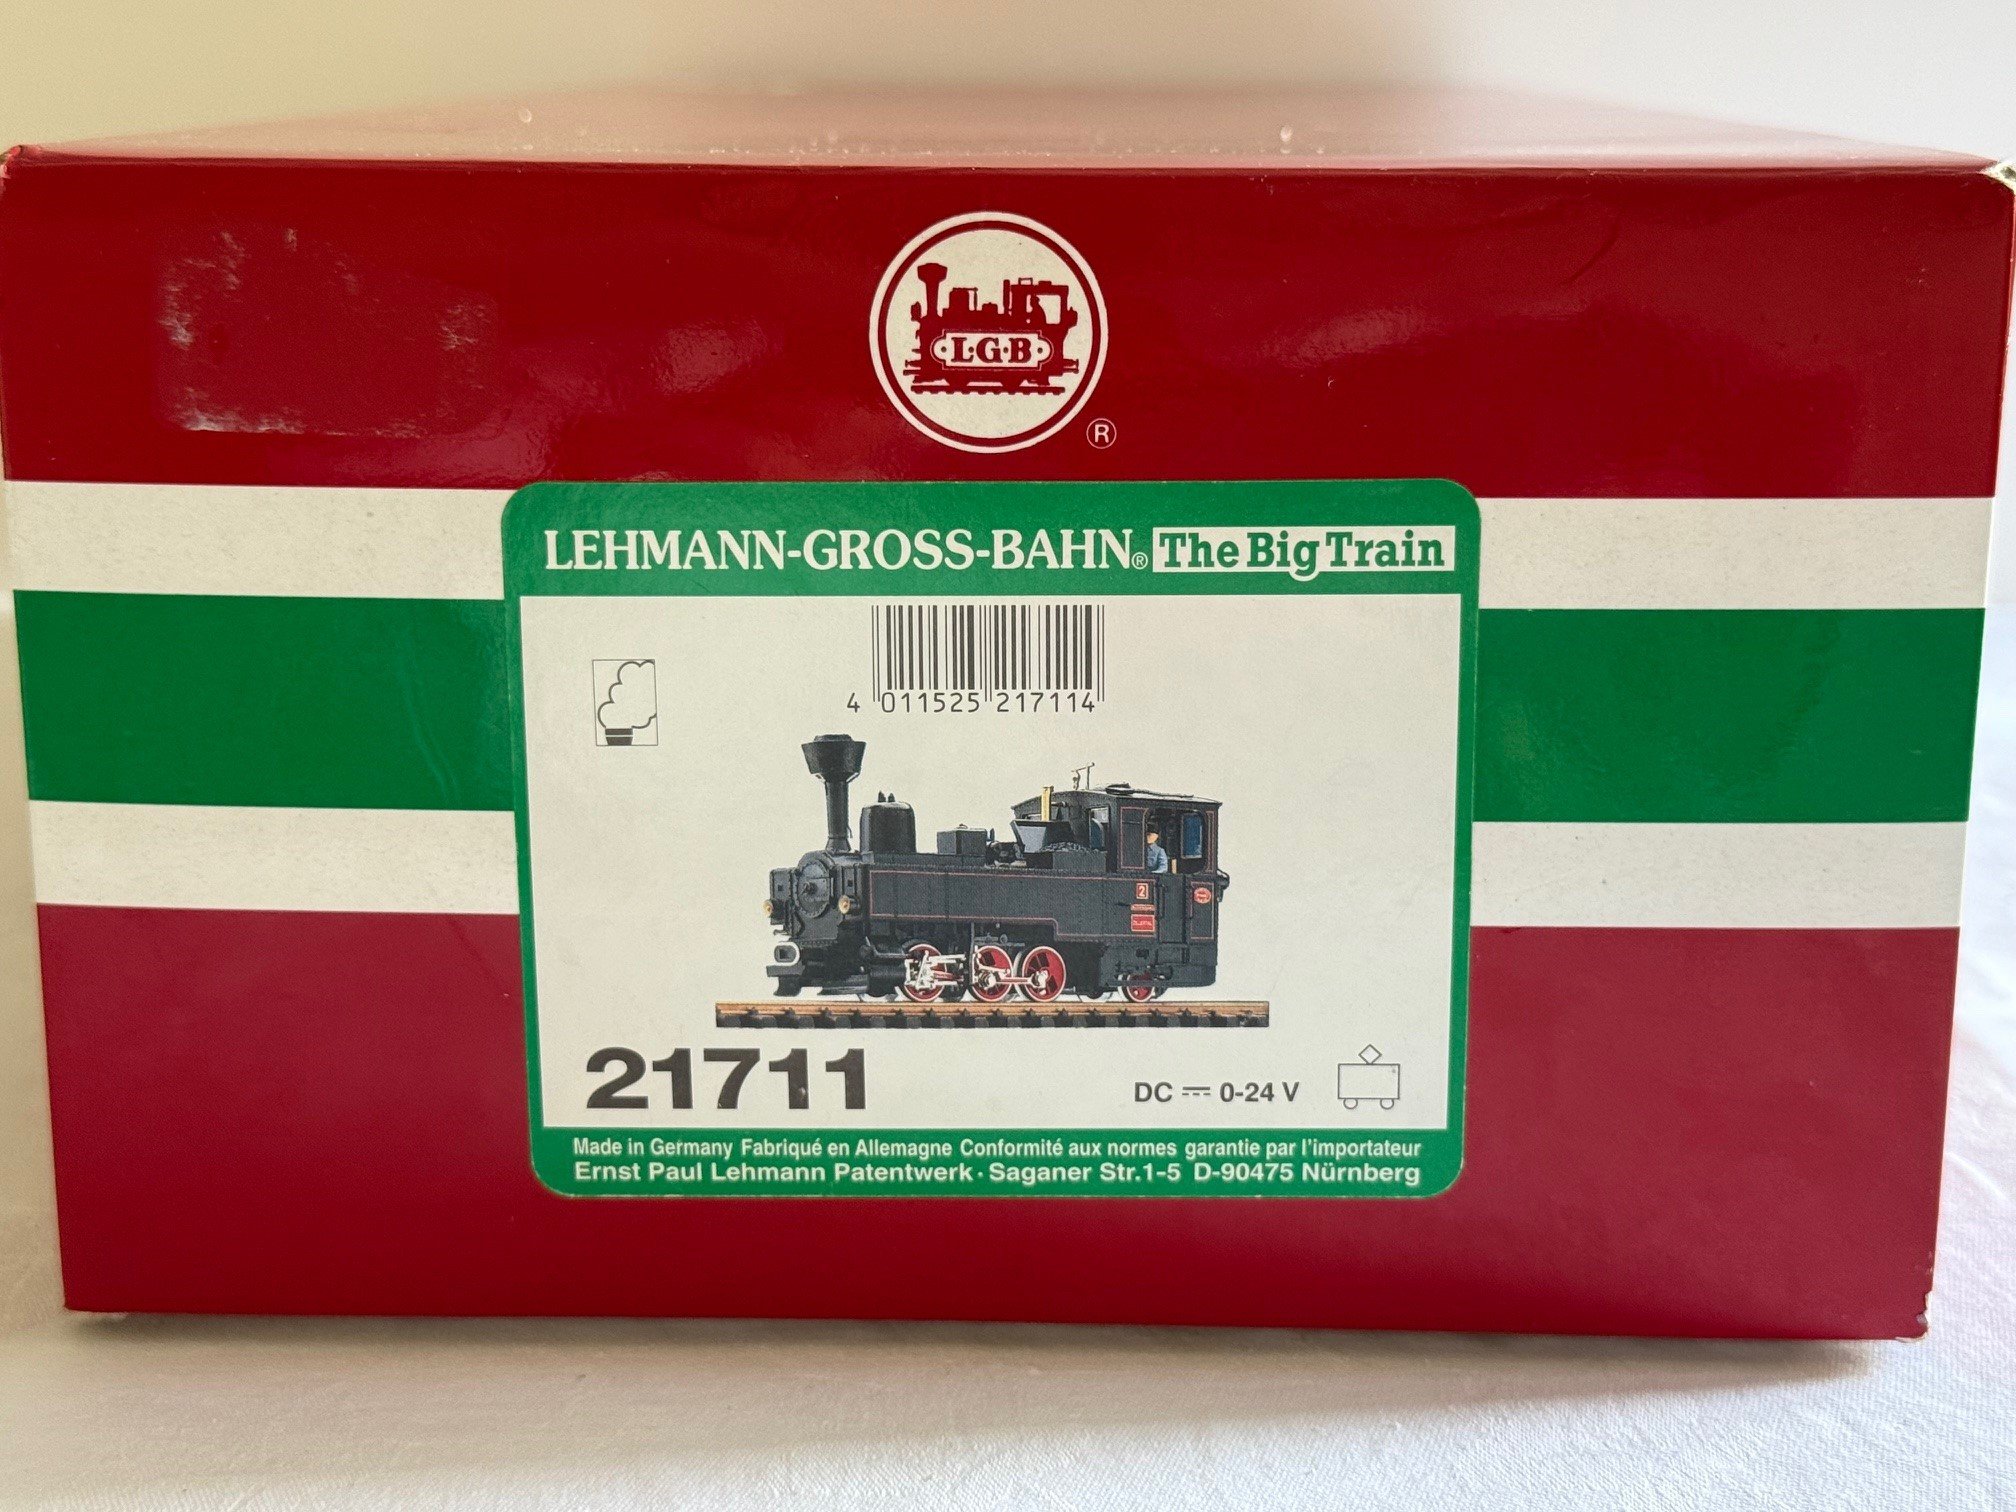 L·G·B
®
LEHMANN-GROSS-BAHN® The Big Train
4 011525 217114
2
21711
DC 0-24 V
Made in Germany Fabriqué en Allemagne Conformité aux normes garantie par l'importateur
Ernst Paul Lehmann Patentwerk · Saganer Str.1-5 D-90475 Nürnberg